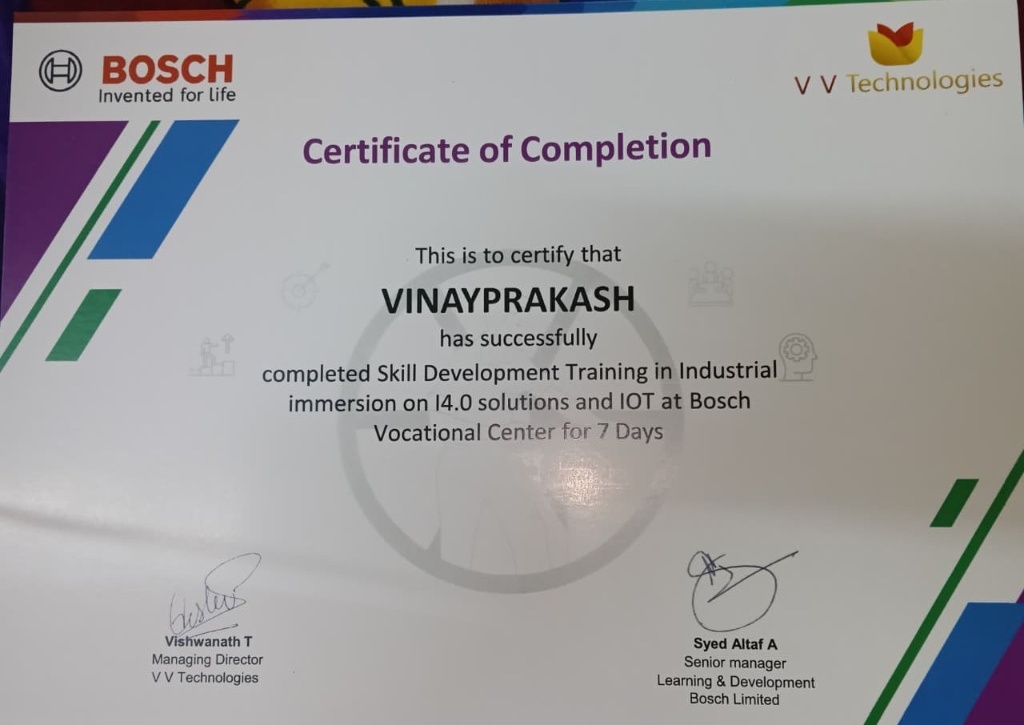 BOSCH
Invented for life
V V Technologies
Certificate of Completion
This is to certify that
VINAYPRAKASH
has successfully
completed Skill Development Training in Industrial
immersion on I4.0 solutions and IOT at Bosch
Vocational Center for 7 Days
Vishwanath T
Managing Director
V V Technologies
Syed Altaf A
Senior manager
Learning & Development
Bosch Limited